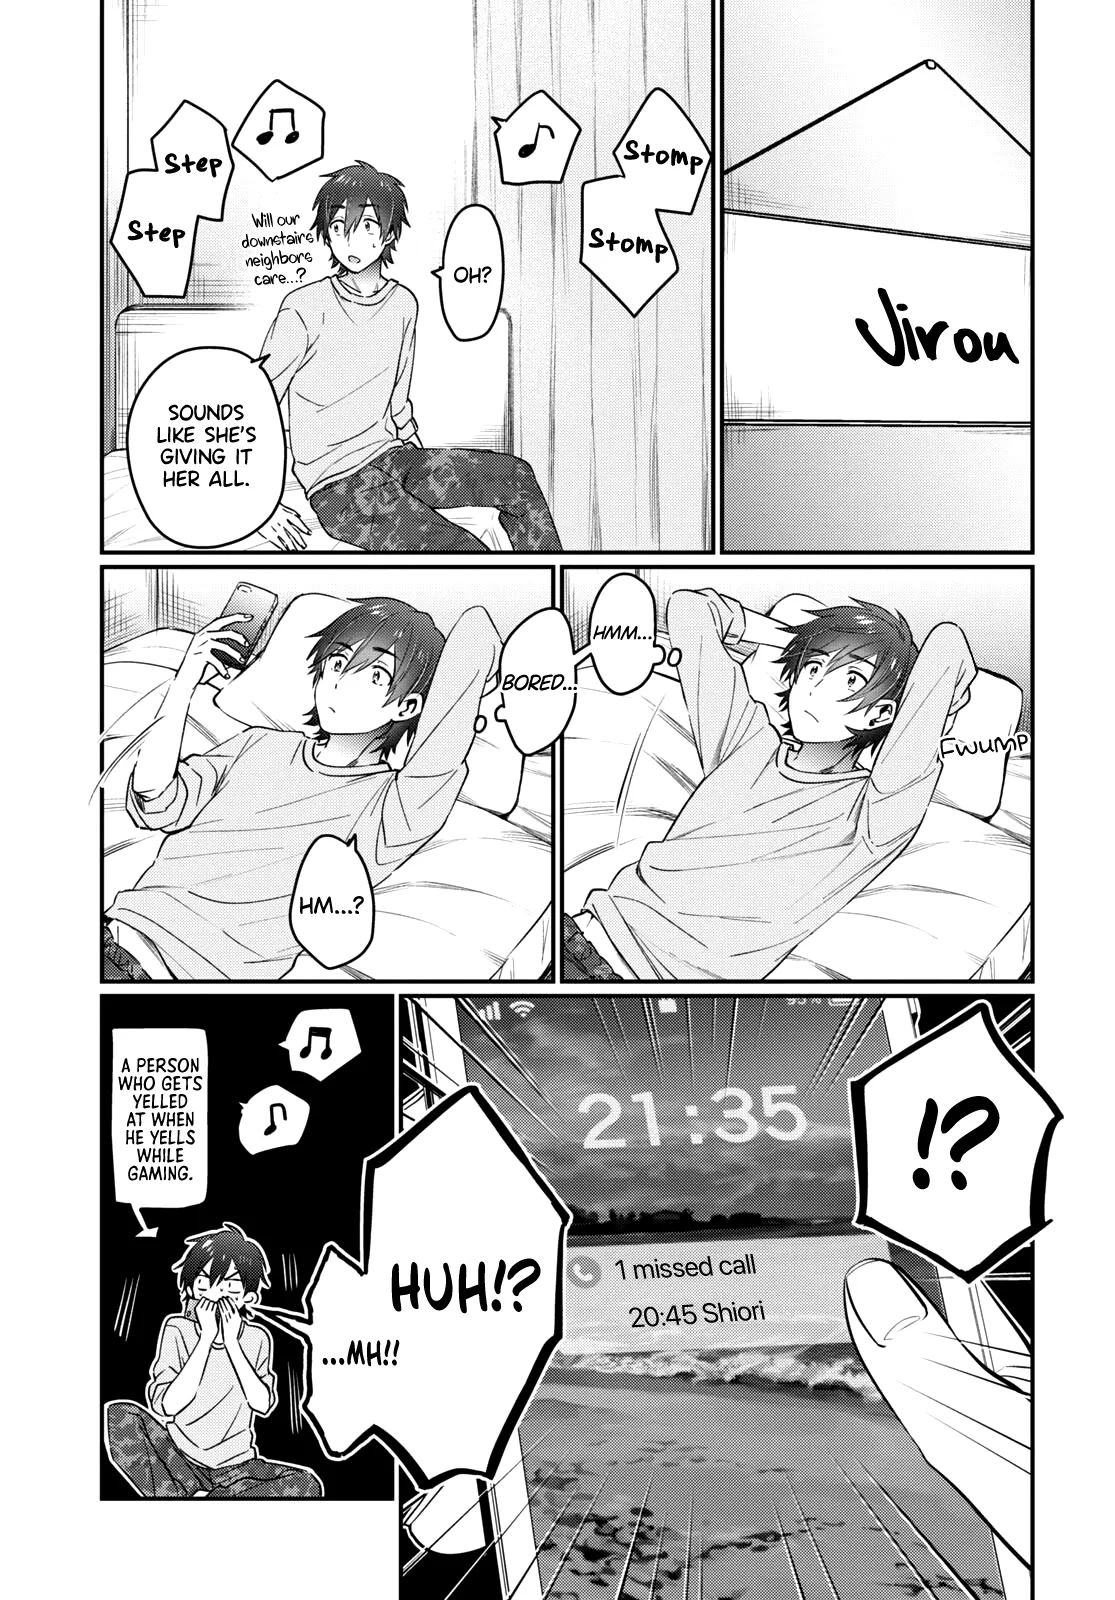 Jirou
Stomp
Stomp
OH?
Will our
downstairs
neighbors
care...?
Step
Step
SOUNDS
LIKE SHE'S
GIVING IT
HER ALL.
HMM...
Fwump
BORED...
HM...?
!?
93%
21:35
1 missed call
20:45 Shiori
HUH!?
...MH!!
A PERSON
WHO GETS
YELLED
AT WHEN
HE YELLS
WHILE
GAMING.